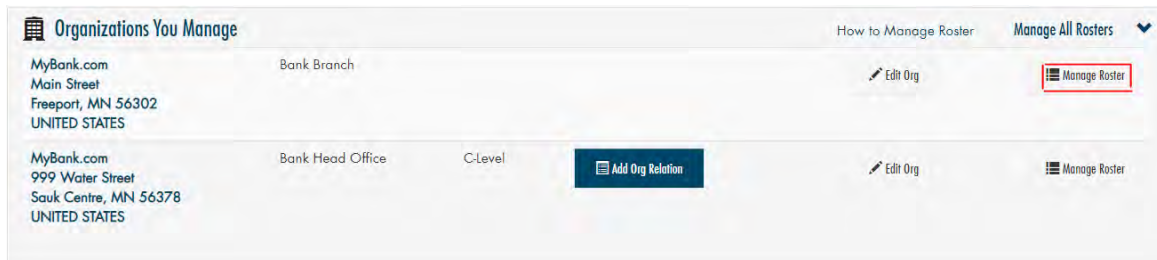 Organizations You Manage
How to Manage Roster
Manage All Rosters
MyBank.com
Main Street
Freeport, MN 56302
UNITED STATES
Bank Branch
Edit Org
Manage Roster
MyBank.com
999 Water Street
Sauk Centre, MN 56378
UNITED STATES
Bank Head Office
C-Level
Add Org Relation
Edit Org
Manage Roster